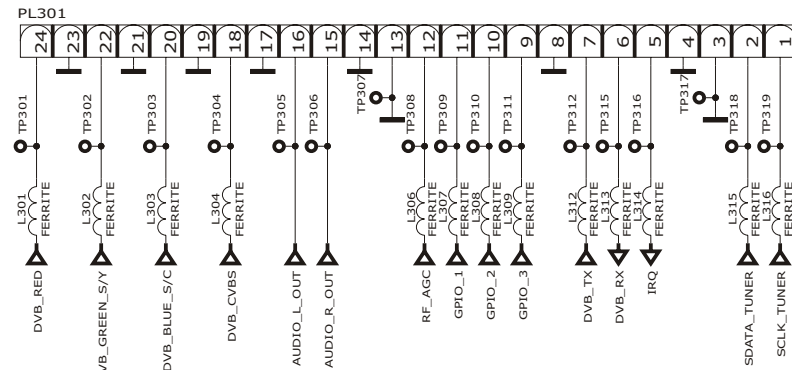 PL301
24 23 22 21 20 19 18 17 16 15 14 13 12 11 10 9 8 7 6 5 4 3 2 1
TP301
TP302
TP303
TP304
TP305
TP306
TP307
TP308
TP309
TP310
TP311
TP312
TP315
TP316
TP317
TP318
TP319
L301
FERRITE
L302
FERRITE
L303
FERRITE
L304
FERRITE
L306
FERRITE
L307
FERRITE
L308
FERRITE
L309
FERRITE
L312
FERRITE
L313
FERRITE
L314
FERRITE
L315
FERRITE
L316
FERRITE
DVB_RED
VB_GREEN_S/Y
DVB_BLUE_S/C
DVB_CVBS
AUDIO_L_OUT
AUDIO_R_OUT
RF_AGC
GPIO_1
GPIO_2
GPIO_3
DVB_TX
DVB_RX
IRQ
SDATA_TUNER
SCLK_TUNER